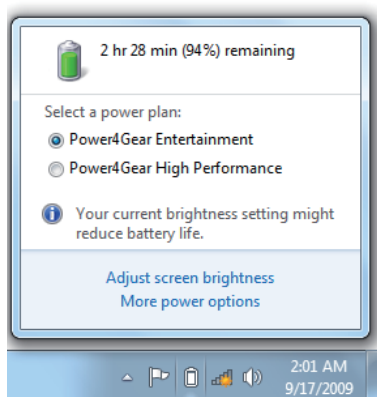 2 hr 28 min (94%) remaining
Select a power plan:
Power4Gear Entertainment
Power4Gear High Performance
Your current brightness setting might
reduce battery life.
Adjust screen brightness
More power options
2:01 AM
9/17/2009